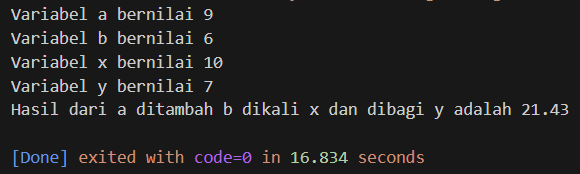 Variabel a bernilai 9
Variabel b bernilai 6
Variabel x bernilai 10
Variabel y bernilai 7
Hasil dari a ditambah b dikali x dan dibagi y adalah 21.43
[Done] exited with code=0 in 16.834 seconds